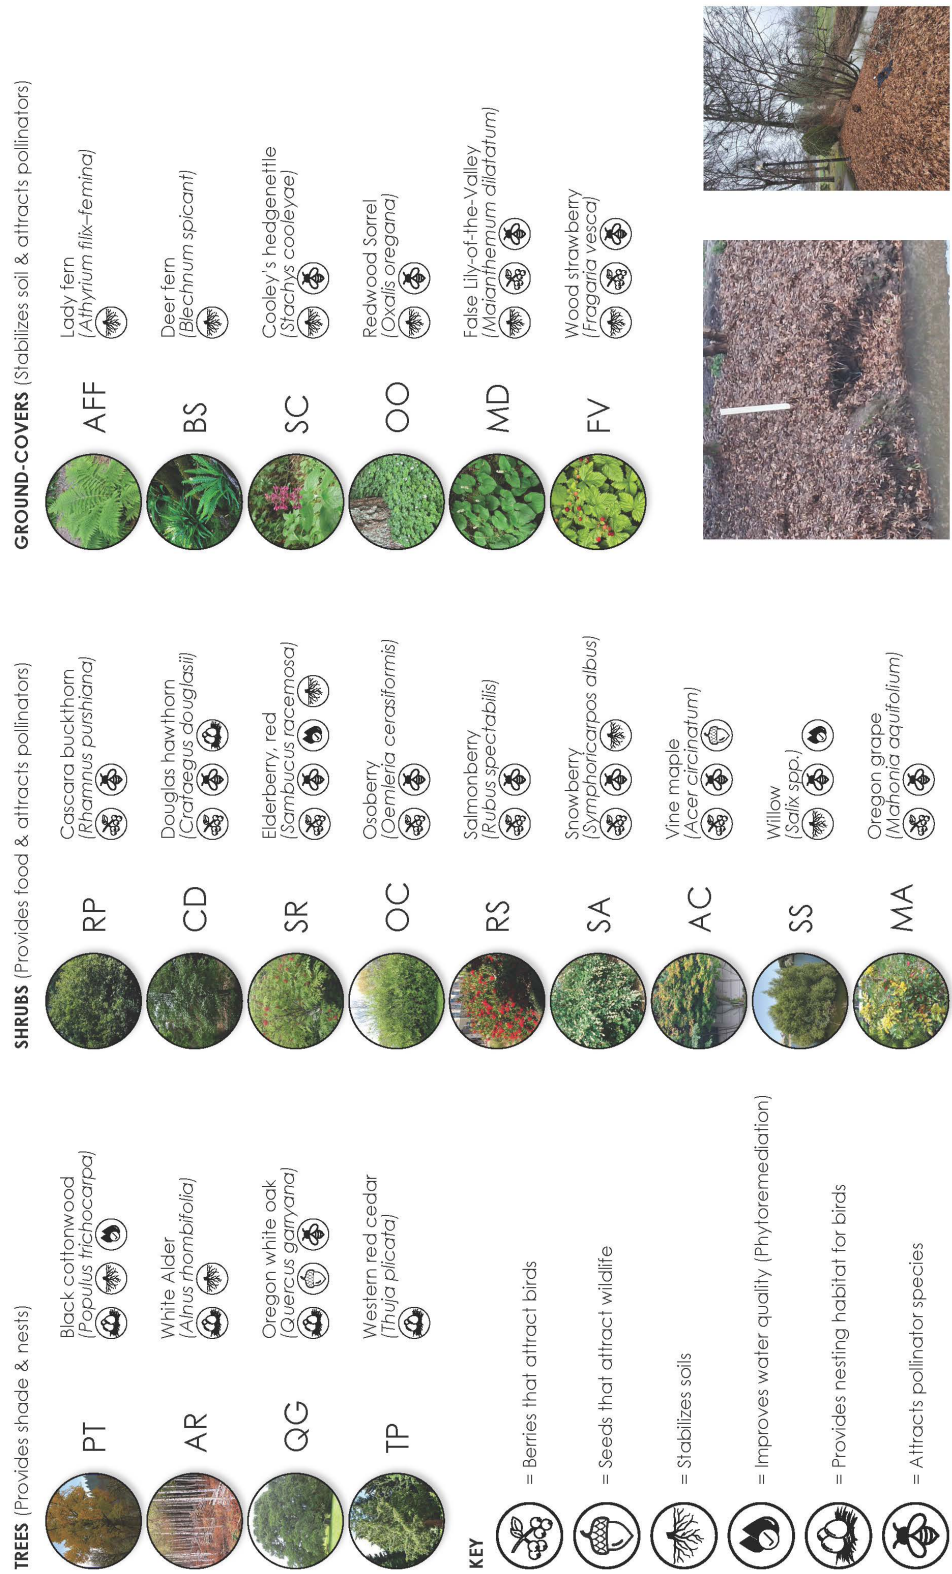 TREES (Provides shade & nests)
PT
Black cottonwood
(Populus trichocarpa)
AR
White Alder
(Alnus rhombifolia)
QG
Oregon white oak
(Quercus garryana)
TP
Western red cedar
(Thuja plicata)
KEY
= Berries that attract birds
= Seeds that attract wildlife
= Stabilizes soils
= Improves water quality (Phytoremediation)
= Provides nesting habitat for birds
= Attracts pollinator species
SHRUBS (Provides food & attracts pollinators)
RP
Cascara buckthorn
(Rhamnus purshiana)
CD
Douglas hawthorn
(Crataegus douglasii)
SR
Elderberry, red
(Sambucus racemosa)
OC
Osoberry
(Oemleria cerasiformis)
RS
Salmonberry
(Rubus spectabilis)
SA
Snowberry
(Symphoricarpos albus)
AC
Vine maple
(Acer circinatum)
SS
Willow
(Salix spp.)
MA
Oregon grape
(Mahonia aquifolium)
GROUND-COVERS (Stabilizes soil & attracts pollinators)
AFF
Lady fern
(Athyrium filix-femina)
BS
Deer fern
(Blechnum spicant)
SC
Cooley's hedgenettle
(Stachys cooleyae)
OO
Redwood Sorrel
(Oxalis oregana)
MD
False Lily-of-the-Valley
(Maianthemum dilatatum)
FV
Wood strawberry
(Fragaria vesca)